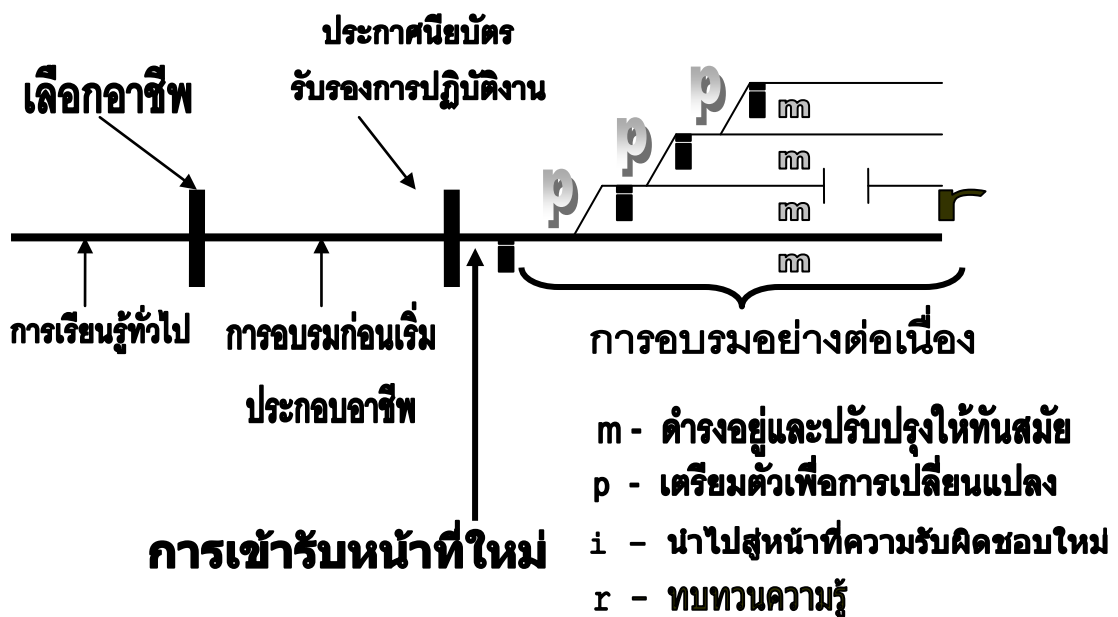 ประกาศนียบัตร
รับรองการปฏิบัติงาน
เลือกอาชีพ
p
p
p
i
m
i
m
i
m
r
i
m
การเรียนรู้ทั่วไป
การอบรมก่อนเริ่ม
ประกอบอาชีพ
การอบรมอย่างต่อเนื่อง
การเข้ารับหน้าที่ใหม่
m - ดำรงอยู่และปรับปรุงให้ทันสมัย
p - เตรียมตัวเพื่อการเปลี่ยนแปลง
i – นำไปสู่หน้าที่ความรับผิดชอบใหม่
r – ทบทวนความรู้